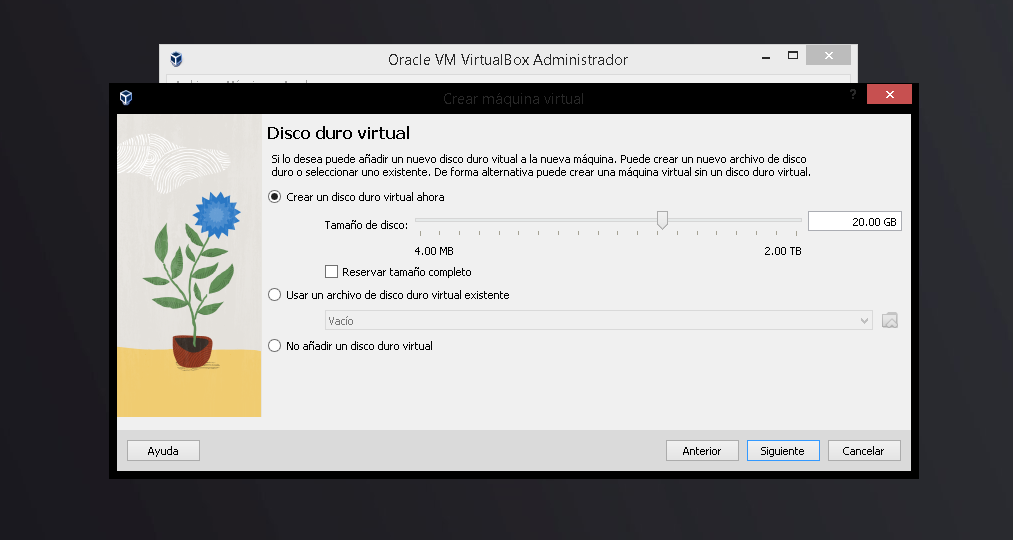 Oracle VM VirtualBox Administrador
Crear máquina virtual
?
Disco duro virtual
Si lo desea puede añadir un nuevo disco duro vitual a la nueva máquina. Puede crear un nuevo archivo de disco
duro o seleccionar uno existente. De forma alternativa puede crear una máquina virtual sin un disco duro virtual.
Crear un disco duro virtual ahora
Tamaño de disco:
20.00 GB
4.00 MB
2.00 TB
Reservar tamaño completo
Usar un archivo de disco duro virtual existente
Vacío
No añadir un disco duro virtual
Ayuda
Anterior
Siguiente
Cancelar